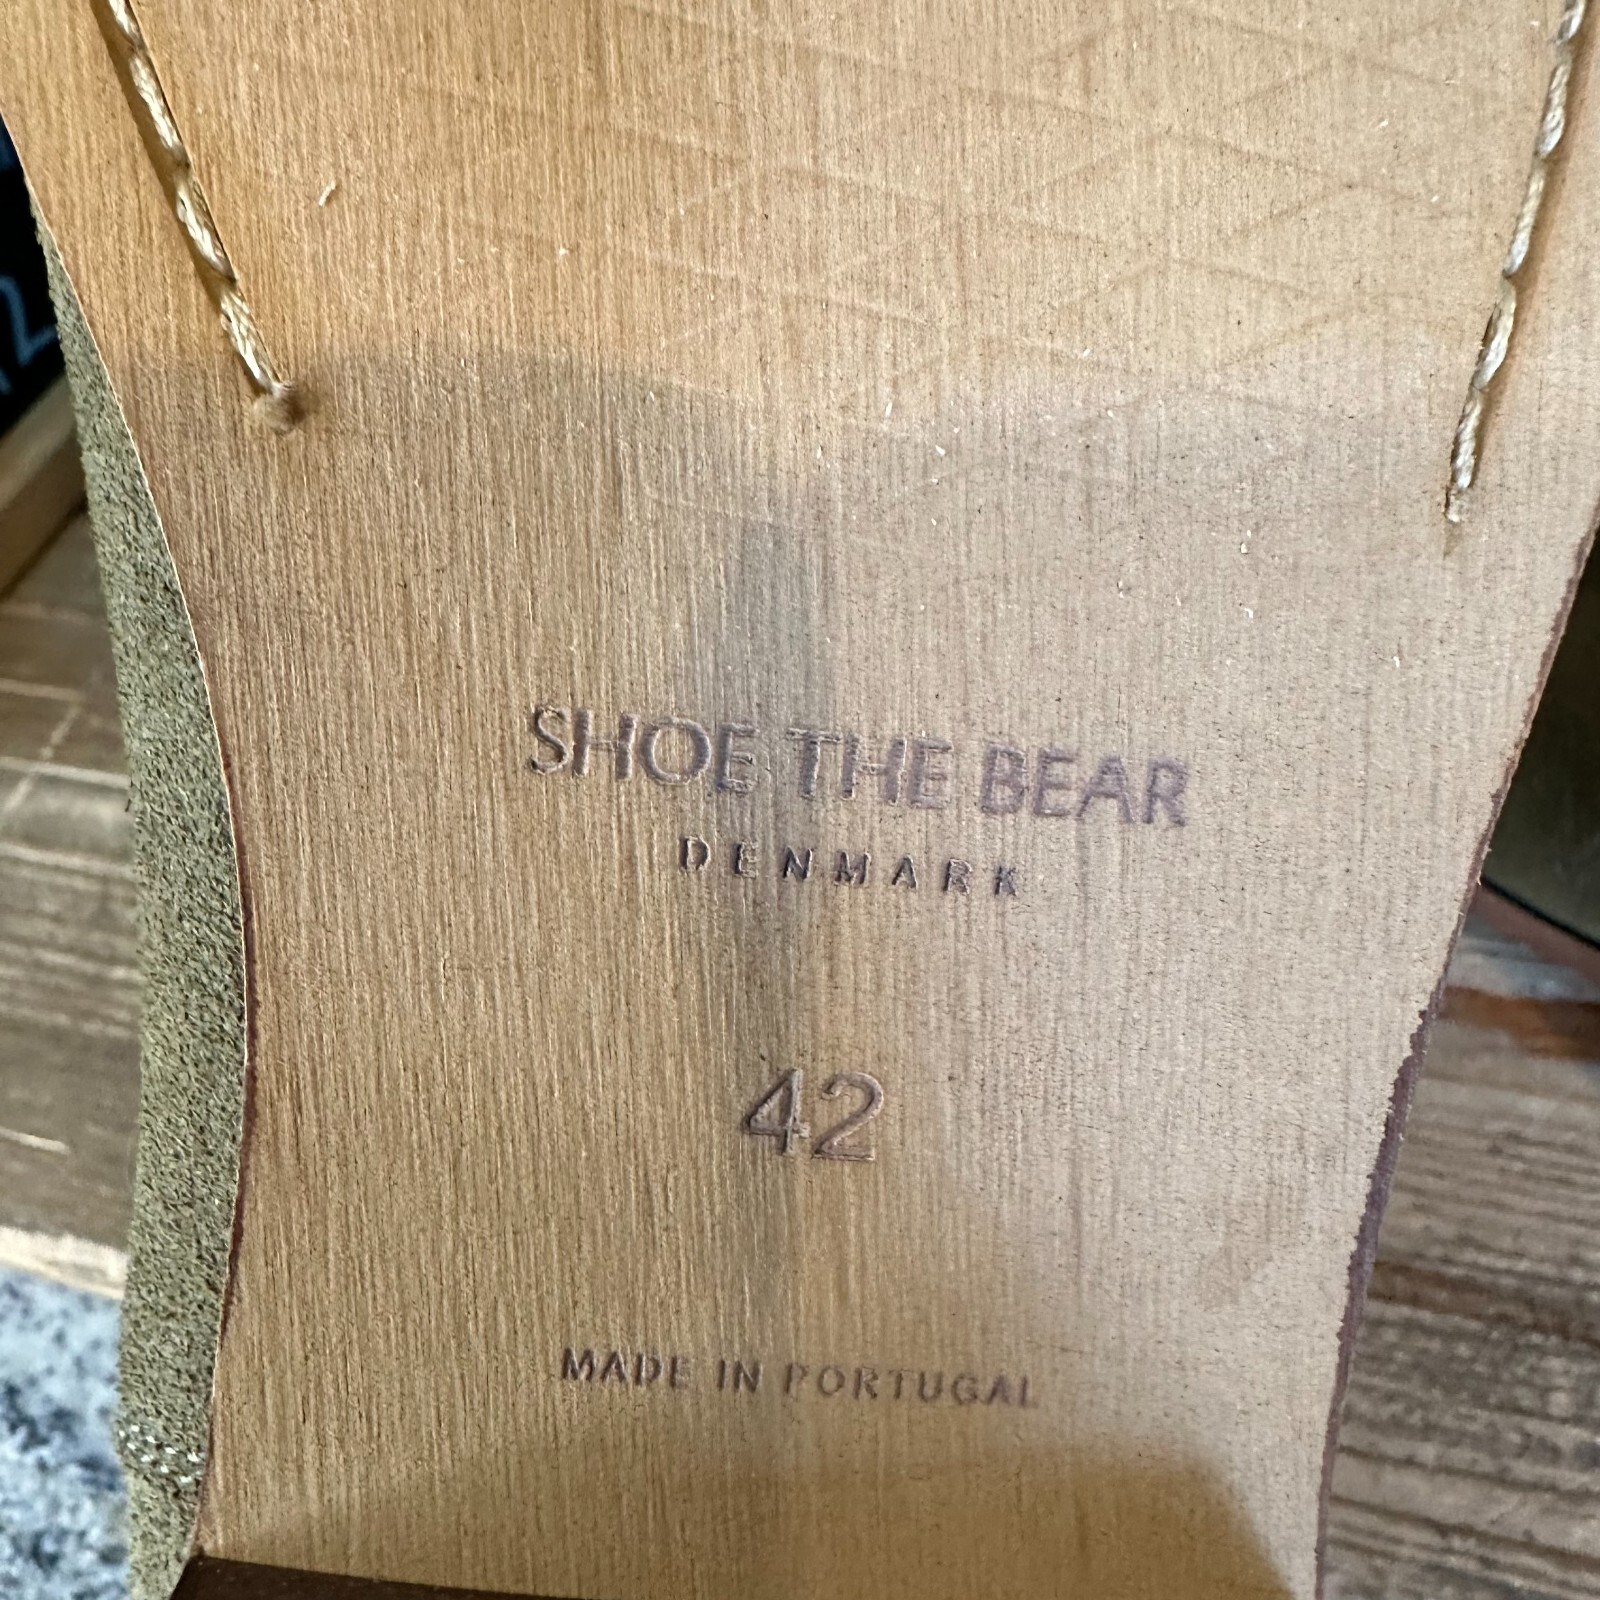 SHOE THE BEAR
DENMARK
42
MADE IN PORTUGAL